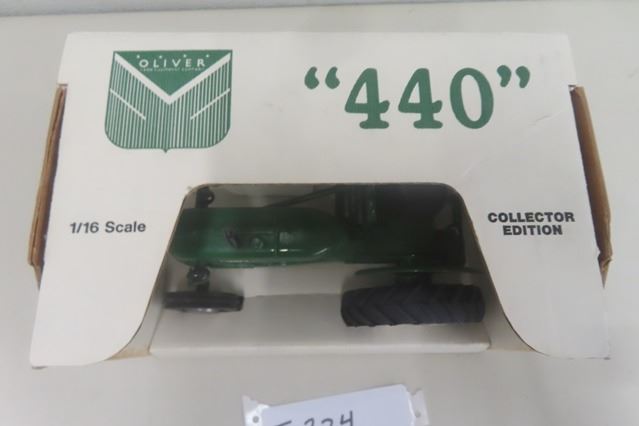 OLIVER
"440"
1/16 Scale
COLLECTOR
EDITION